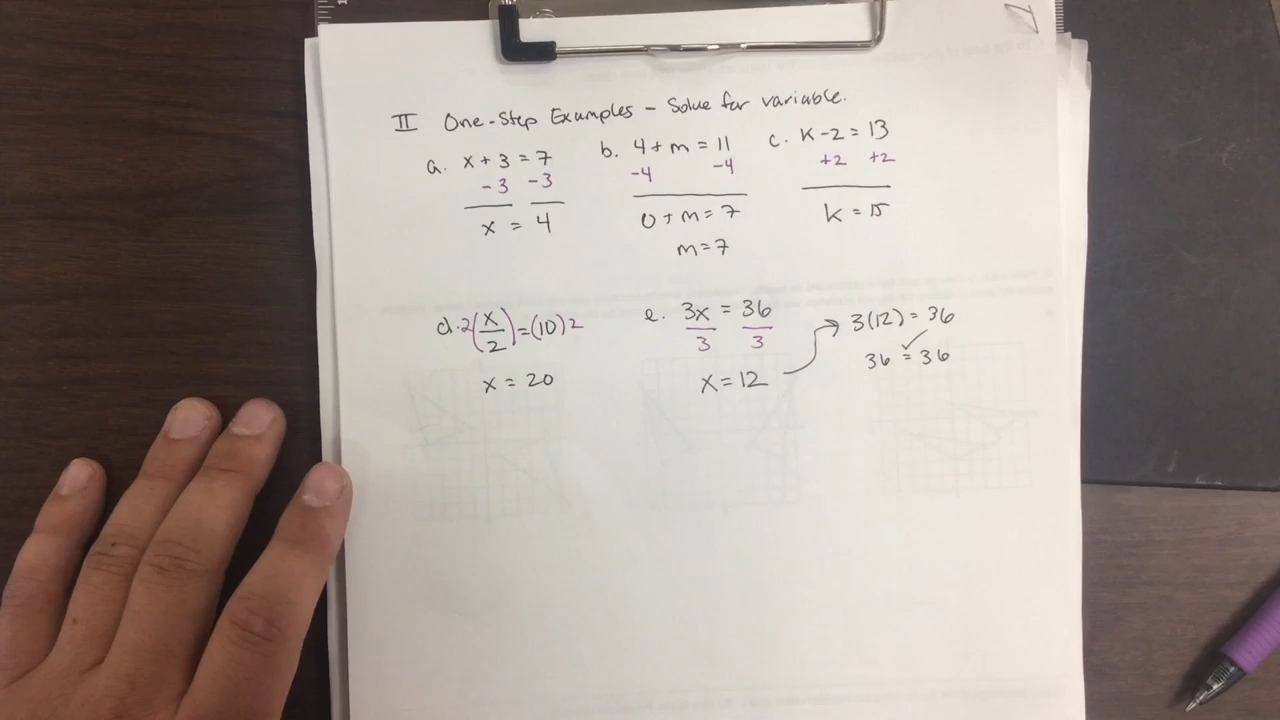 II One-Step Examples - Solve for variable.
a. x + 3 = 7
-3 -3
x = 4
b. 4 + m = 11
-4 -4
0 + m = 7
m = 7
c. k - 2 = 13
+2 +2
k = 15
d. 2(x/2) = (10)2
x = 20
e. 3x = 36
3 3
x = 12
3(12) = 36
36 = 36 ✓